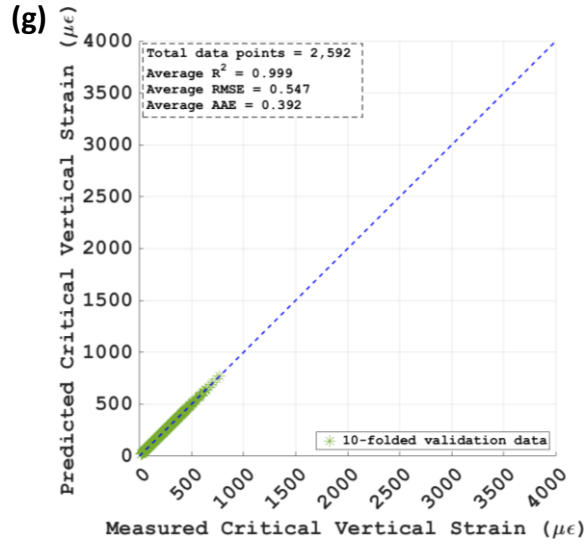 (g)
Predicted Critical Vertical Strain (με)
4000
3500
3000
2500
2000
1500
1000
500
0
Total data points = 2,592
Average R² = 0.999
Average RMSE = 0.547
Average AAE = 0.392
10-folded validation data
0
500
1000
1500
2000
2500
3000
3500
4000
Measured Critical Vertical Strain (με)